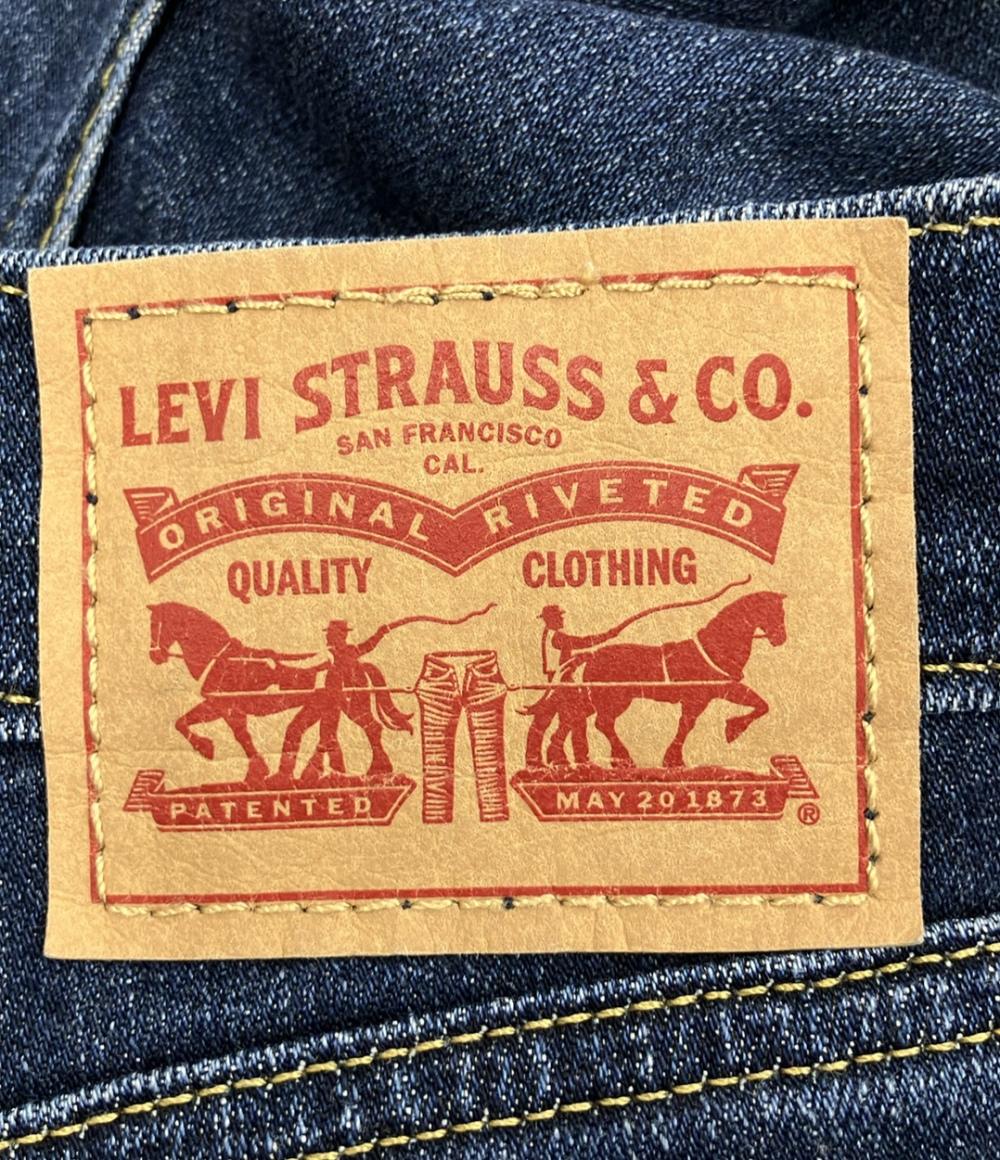 LEVI STRAUSS & CO.
SAN FRANCISCO
CAL.
ORIGINAL RIVETED
QUALITY CLOTHING
PATENTED MAY 20 1873 ®